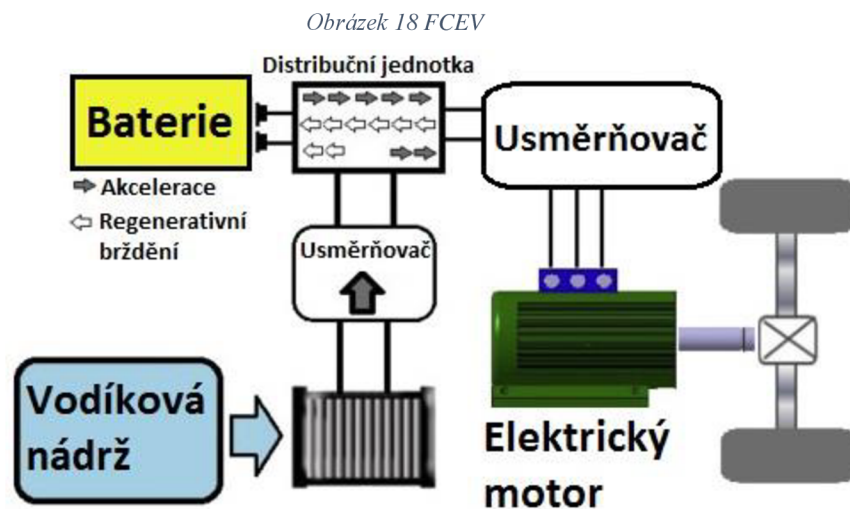 Obrázek 18 FCEV
Distribuční jednotka
Baterie
Usměrňovač
Akcelerace
Regenerativní
brždění
Usměrňovač
Vodíková
nádrž
Elektrický
motor